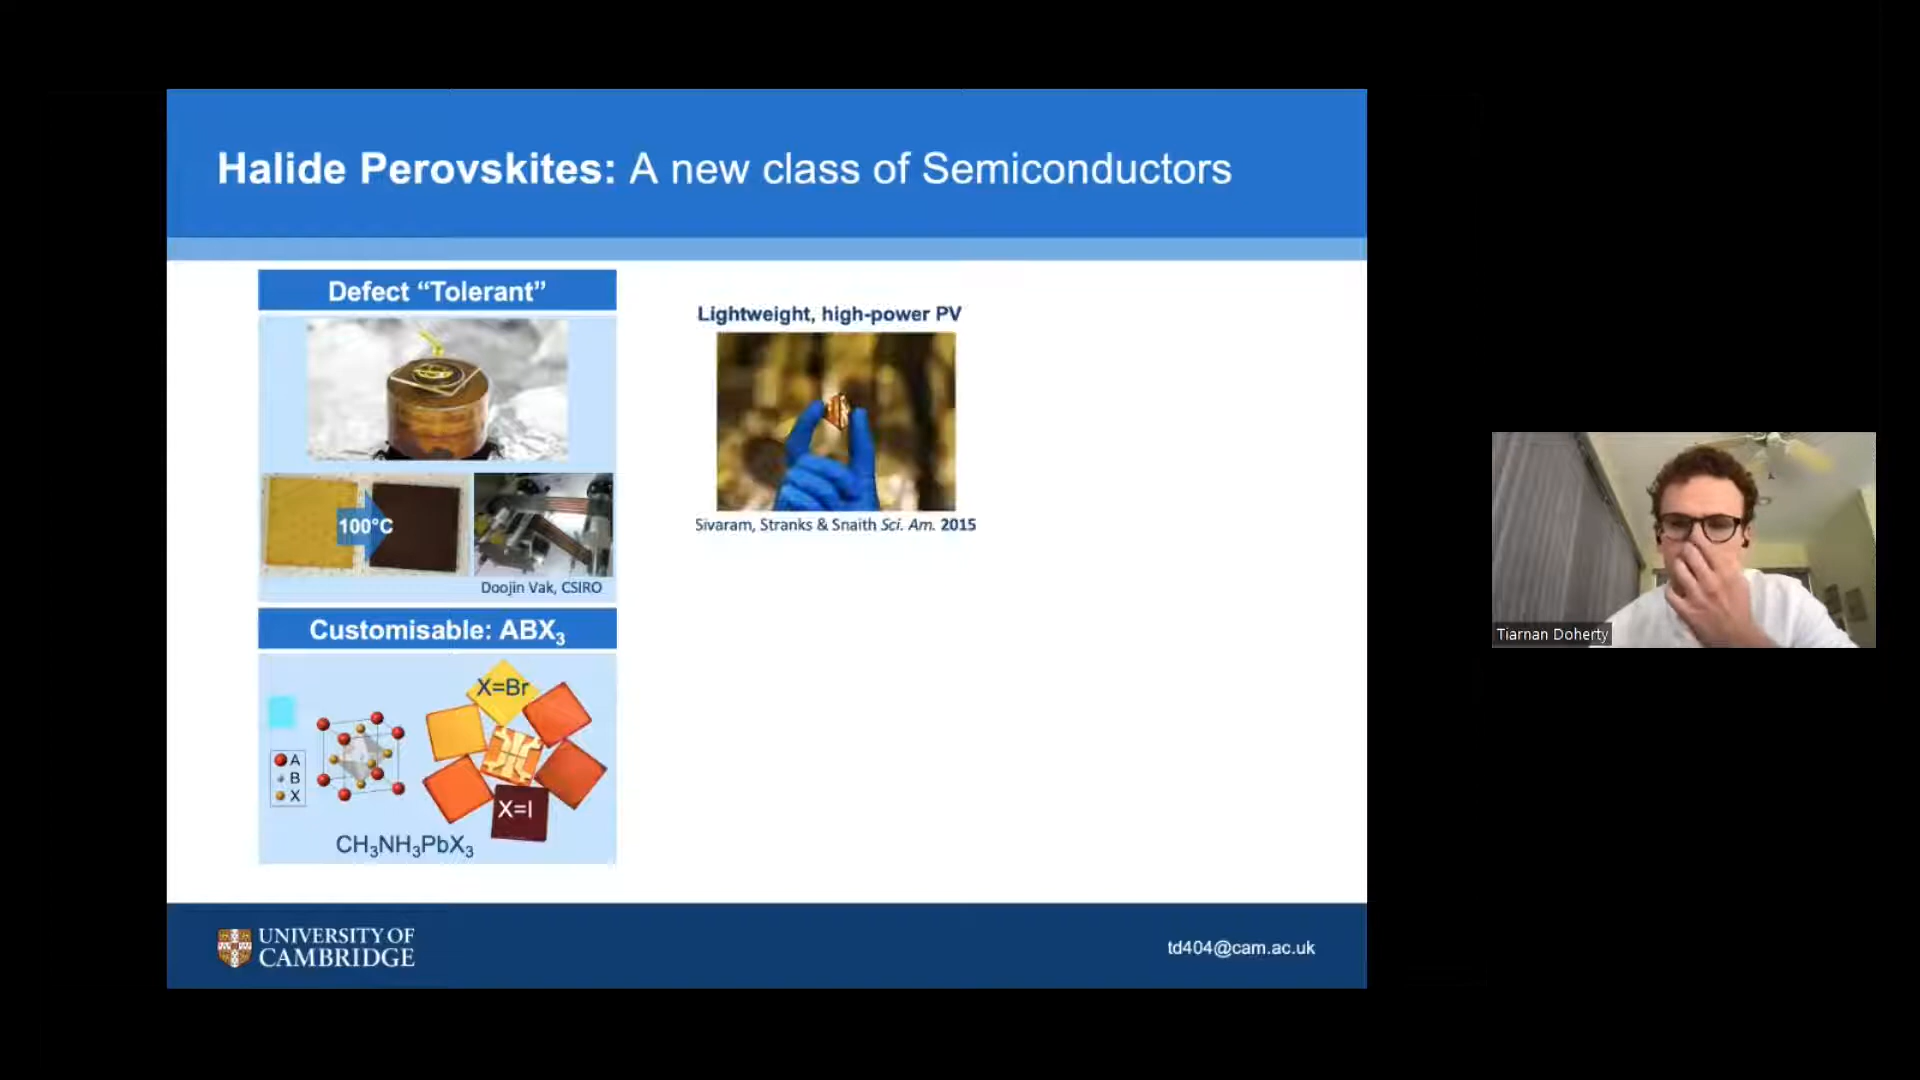 Halide Perovskites: A new class of Semiconductors
Defect “Tolerant”
100°C
Doojin Vak, CSIRO
Customisable: ABX₃
A
B
X
X=Br
X=I
CH₃NH₃PbX₃
Lightweight, high-power PV
Sivaram, Stranks & Snaith Sci. Am. 2015
UNIVERSITY OF
CAMBRIDGE
td404@cam.ac.uk
Tiarnan Doherty